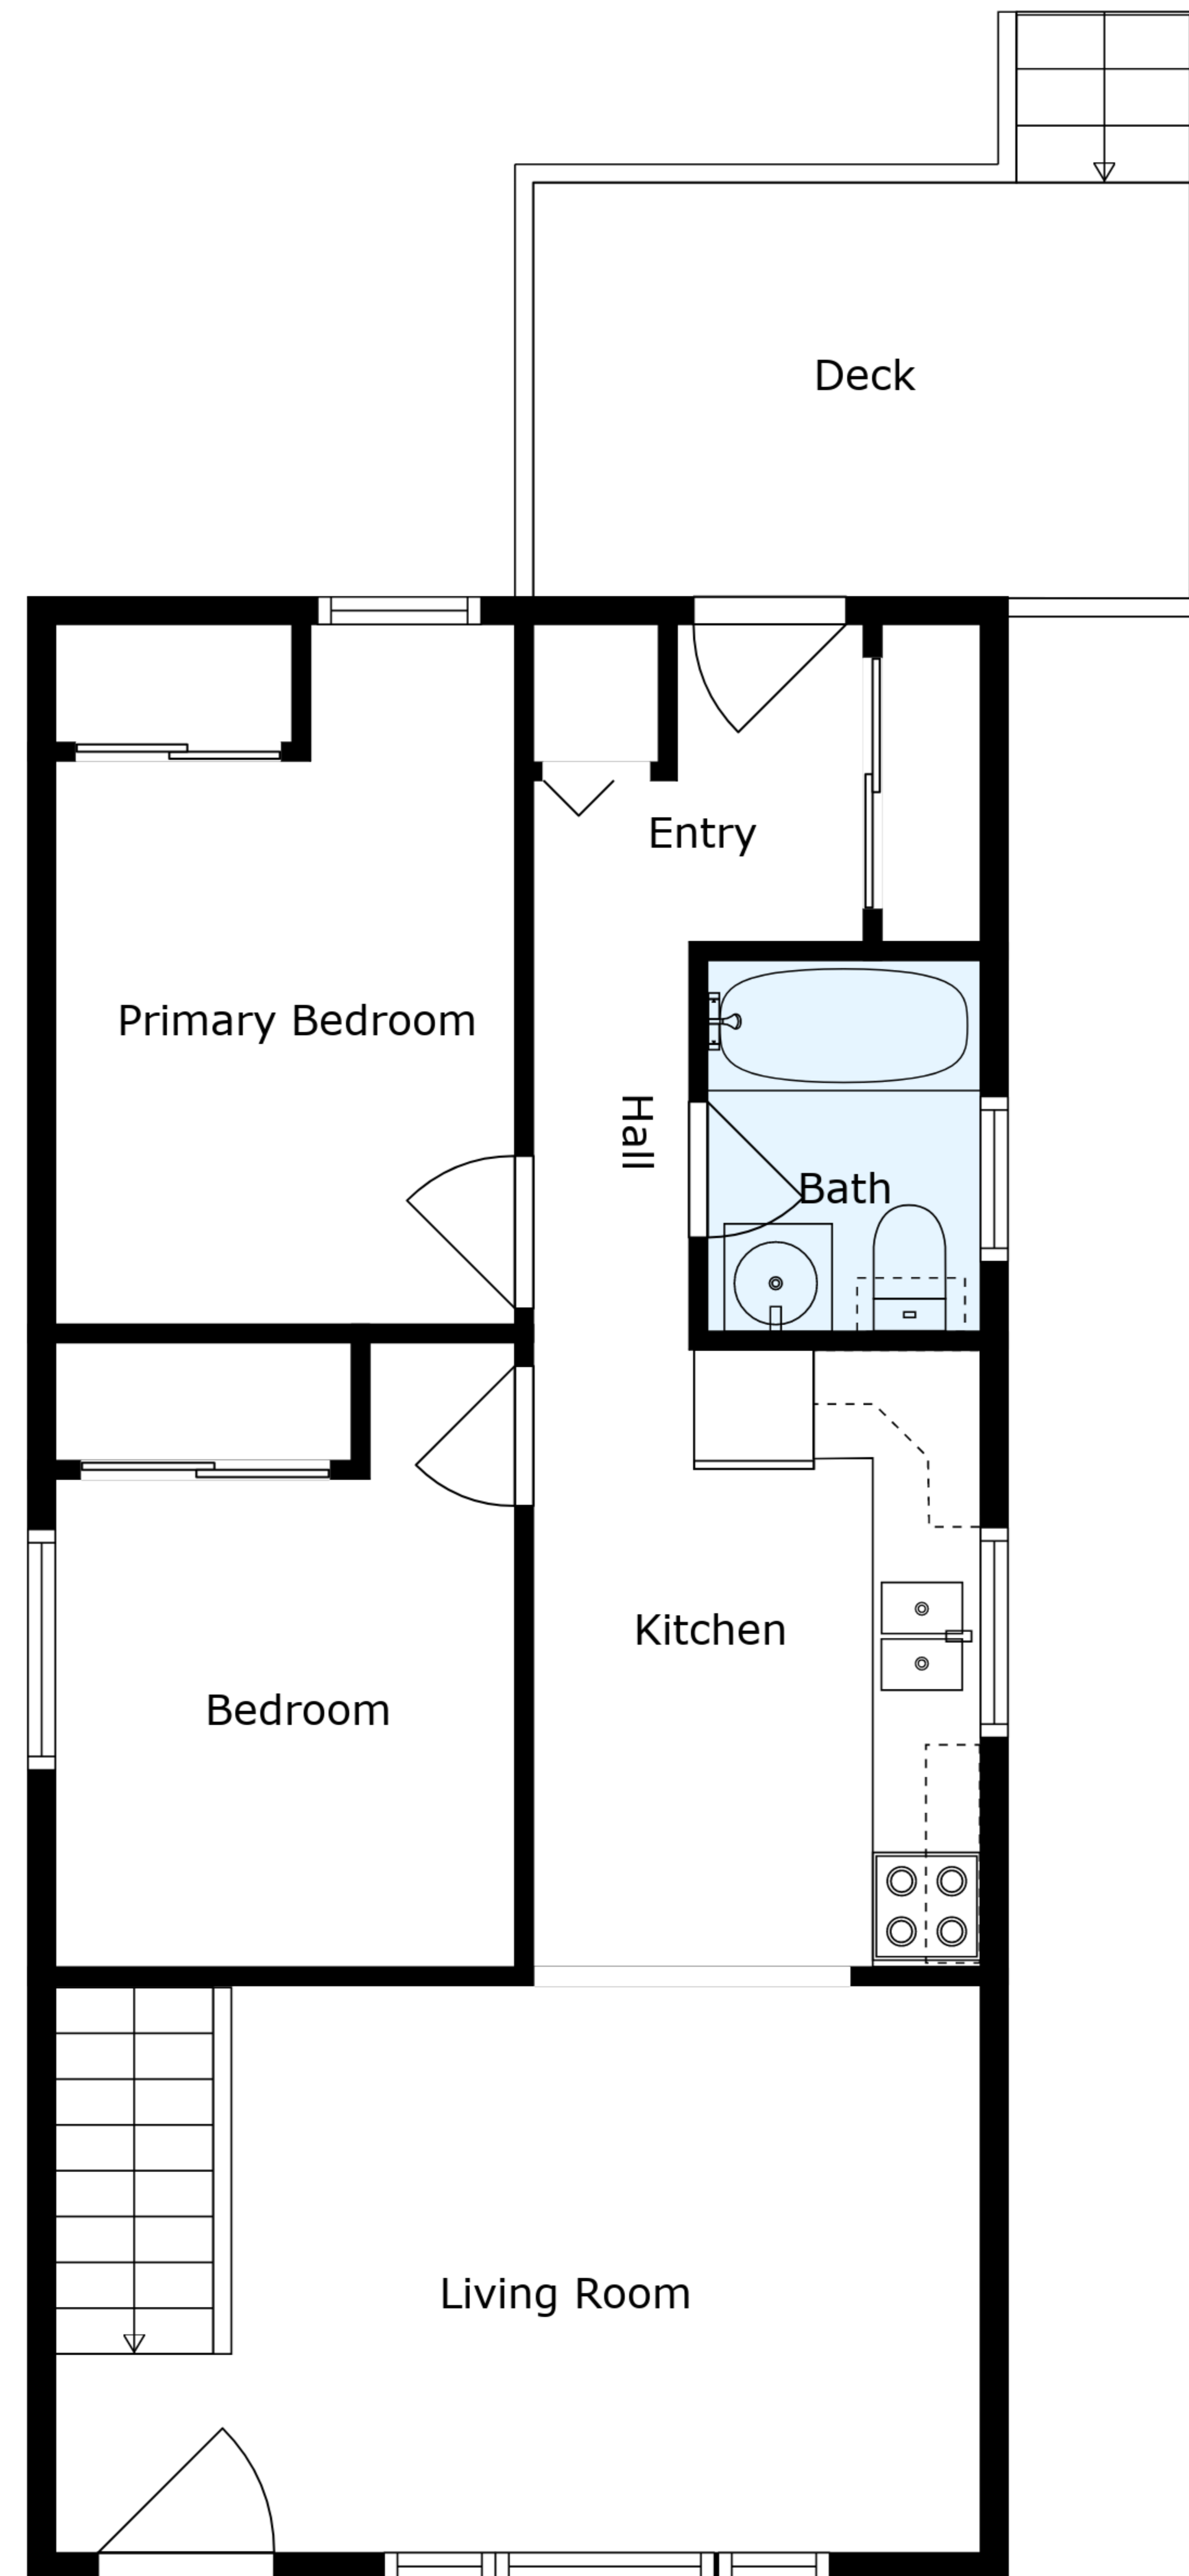 Deck
Entry
Primary Bedroom
Hall
Bath
Kitchen
Bedroom
Living Room